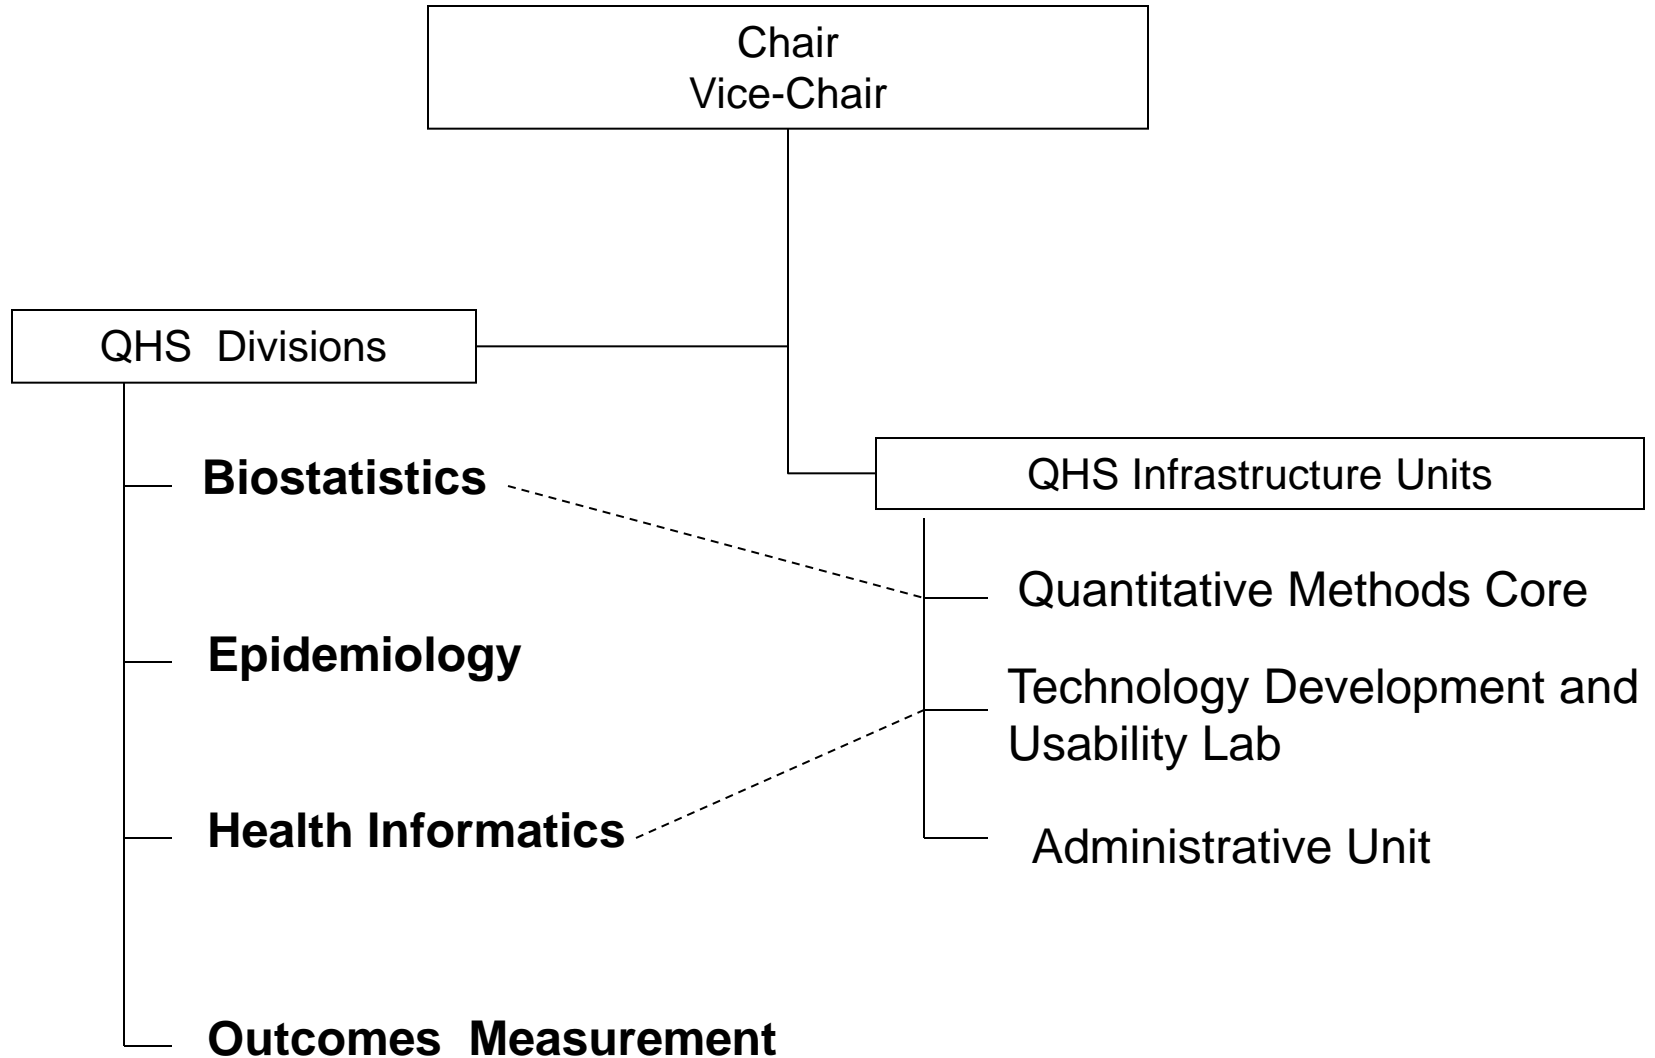 Chair
Vice-Chair
QHS Divisions
Biostatistics
Epidemiology
Health Informatics
Outcomes Measurement
QHS Infrastructure Units
Quantitative Methods Core
Technology Development and
Usability Lab
Administrative Unit